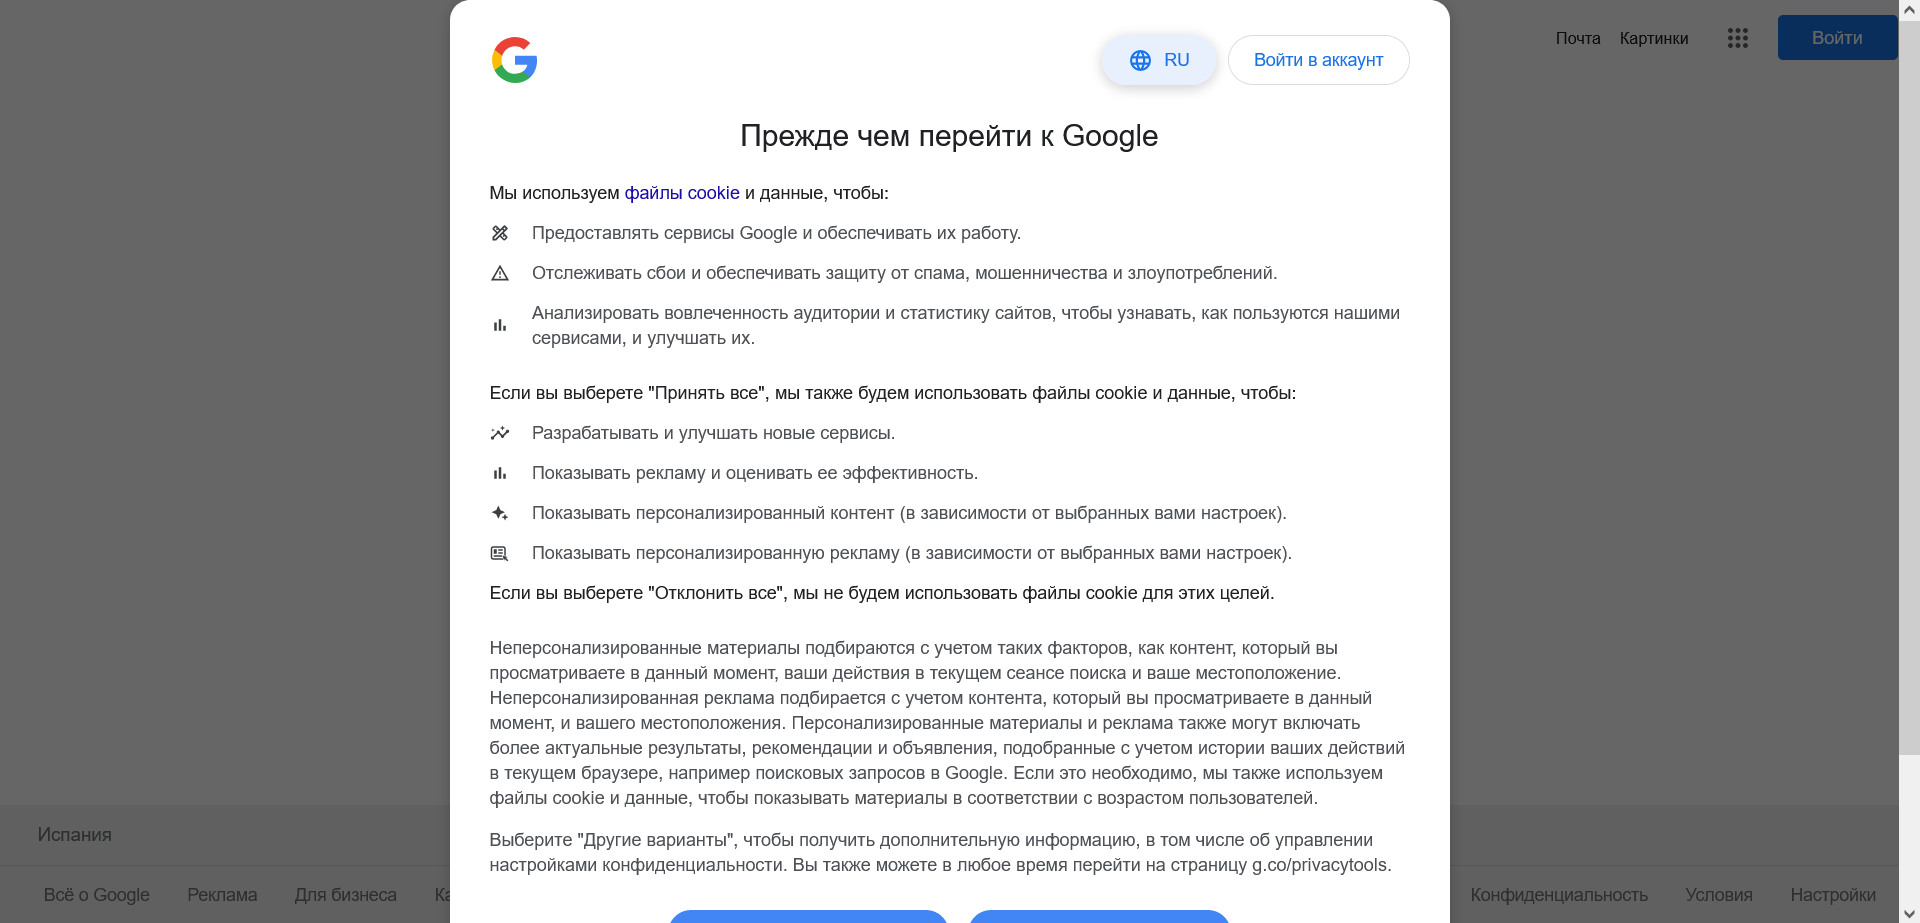 Почта Картинки Войти
RU Войти в аккаунт
Прежде чем перейти к Google
Мы используем файлы cookie и данные, чтобы:
Предоставлять сервисы Google и обеспечивать их работу.
Отслеживать сбои и обеспечивать защиту от спама, мошенничества и злоупотреблений.
Анализировать вовлеченность аудитории и статистику сайтов, чтобы узнавать, как пользуются нашими
сервисами, и улучшать их.
Если вы выберете "Принять все", мы также будем использовать файлы cookie и данные, чтобы:
Разрабатывать и улучшать новые сервисы.
Показывать рекламу и оценивать ее эффективность.
Показывать персонализированный контент (в зависимости от выбранных вами настроек).
Показывать персонализированную рекламу (в зависимости от выбранных вами настроек).
Если вы выберете "Отклонить все", мы не будем использовать файлы cookie для этих целей.
Неперсонализированные материалы подбираются с учетом таких факторов, как контент, который вы
просматриваете в данный момент, ваши действия в текущем сеансе поиска и ваше местоположение.
Неперсонализированная реклама подбирается с учетом контента, который вы просматриваете в данный
момент, и вашего местоположения. Персонализированные материалы и реклама также могут включать
более актуальные результаты, рекомендации и объявления, подобранные с учетом истории ваших действий
в текущем браузере, например поисковых запросов в Google. Если это необходимо, мы также используем
файлы cookie и данные, чтобы показывать материалы в соответствии с возрастом пользователей.
Выберите "Другие варианты", чтобы получить дополнительную информацию, в том числе об управлении
настройками конфиденциальности. Вы также можете в любое время перейти на страницу g.co/privacytools.
Испания
Всё о Google Реклама Для бизнеса Конфиденциальность Условия Настройки